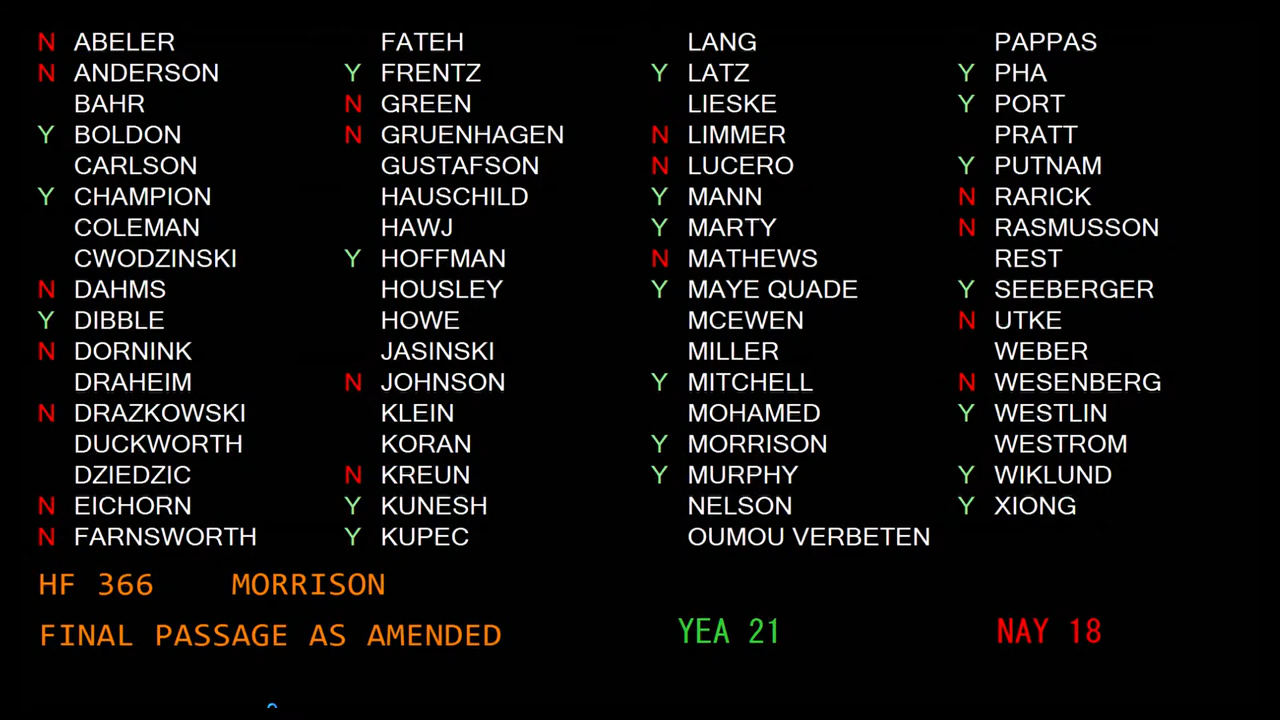 N ABELER FATEH LANG PAPPAS
N ANDERSON Y FRENTZ Y LATZ Y PHA
BAHR N GREEN LIESKE Y PORT
Y BOLDON N GRUENHAGEN N LIMMER PRATT
CARLSON GUSTAFSON N LUCERO Y PUTNAM
Y CHAMPION HAUSCHILD Y MANN N RARICK
COLEMAN HAWJ Y MARTY N RASMUSSON
CWODZINSKI Y HOFFMAN N MATHEWS REST
N DAHMS HOUSLEY Y MAYE QUADE Y SEEBERGER
Y DIBBLE HOWE MCEWEN N UTKE
N DORNINK JASINSKI MILLER WEBER
DRAHEIM N JOHNSON Y MITCHELL N WESENBERG
N DRAZKOWSKI KLEIN MOHAMED Y WESTLIN
DUCKWORTH KORAN Y MORRISON WESTROM
DZIEDZIC N KREUN Y MURPHY Y WIKLUND
N EICHORN Y KUNESH NELSON Y XIONG
N FARNSWORTH Y KUPEC OUMOU VERBETEN
HF 366 MORRISON
FINAL PASSAGE AS AMENDED YEA 21 NAY 18